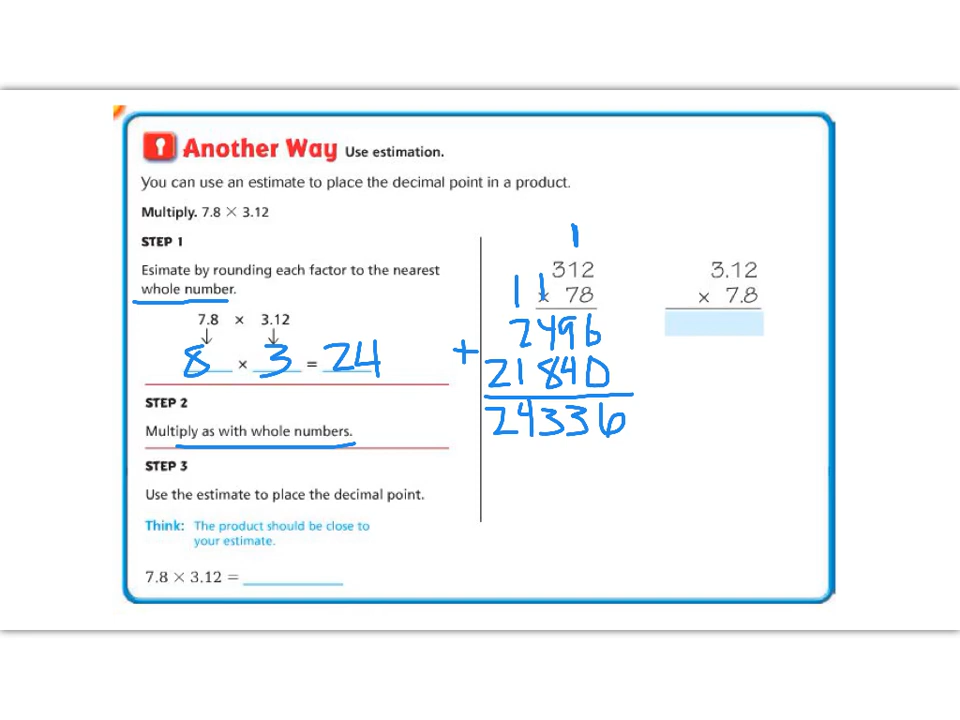 Another Way Use estimation.
You can use an estimate to place the decimal point in a product.
Multiply. 7.8 × 3.12
STEP 1
Esimate by rounding each factor to the nearest
whole number.
7.8 × 3.12
8 × 3 = 24
STEP 2
Multiply as with whole numbers.
STEP 3
Use the estimate to place the decimal point.
Think: The product should be close to
your estimate.
7.8 × 3.12 =
1
312
1 1
× 78
2496
+
21840
24336
3.12
× 7.8